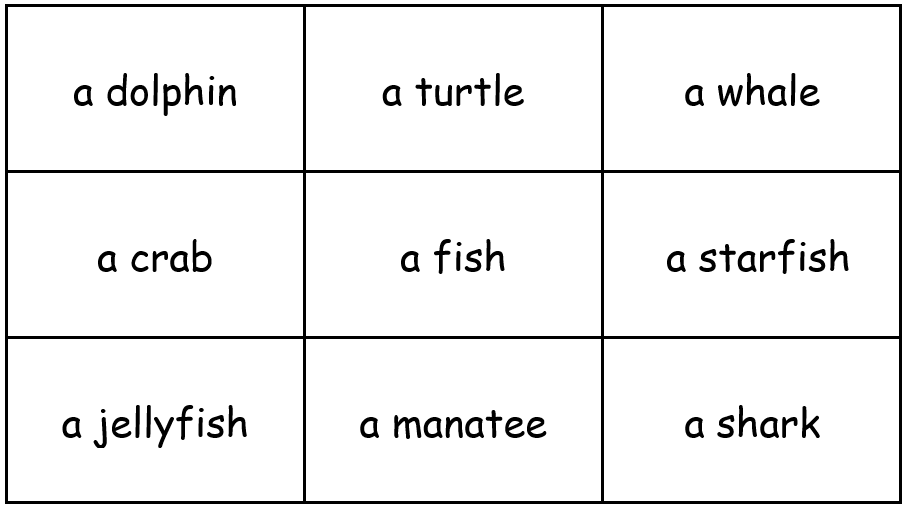 a dolphin
a turtle
a whale
a crab
a fish
a starfish
a jellyfish
a manatee
a shark